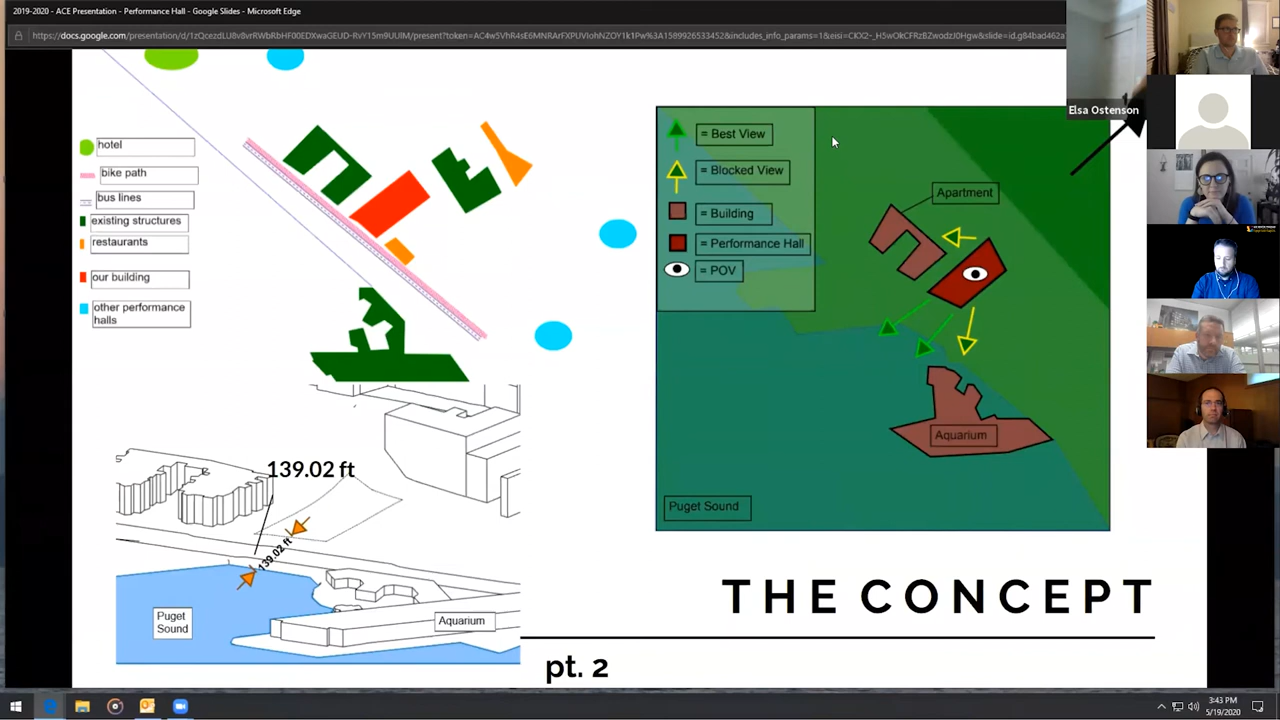 2019-2020 - ACE Presentation - Performance Hall - Google Slides - Microsoft Edge
Elsa Ostenson
hotel
bike path
bus lines
existing structures
restaurants
our building
other performance
halls
= Best View
= Blocked View
= Building
= Performance Hall
= POV
Apartment
Aquarium
Puget Sound
139.02 ft
139.02 ft
Puget
Sound
Aquarium
THE CONCEPT
pt. 2
3:43 PM
5/19/2020